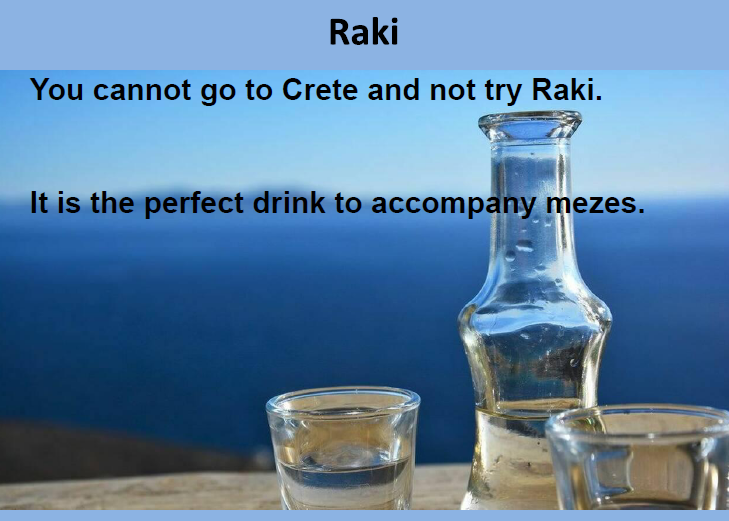 Raki
You cannot go to Crete and not try Raki.
It is the perfect drink to accompany mezes.